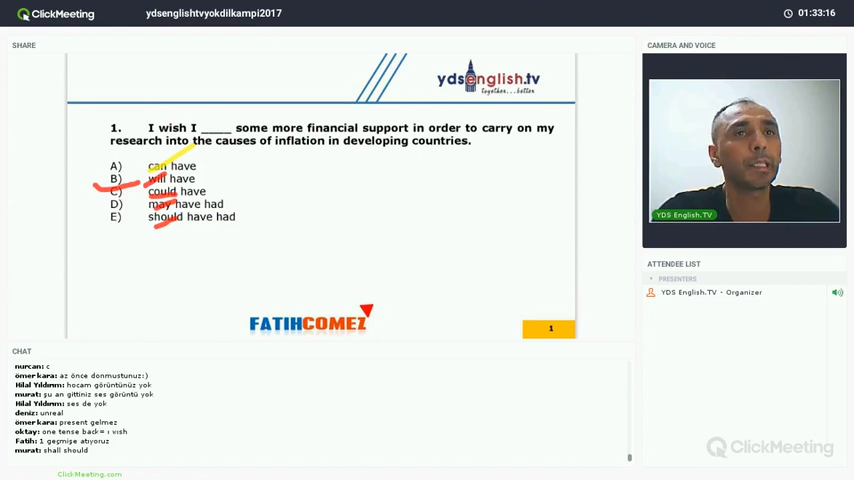 ClickMeeting
ydsenglishtvyokdilkampi2017
01:33:16
SHARE
CAMERA AND VOICE
ydsenglish.tv
together...better
1. I wish I ____ some more financial support in order to carry on my
research into the causes of inflation in developing countries.
A) can have
B) will have
C) could have
D) may have had
E) should have had
FATIHCOMEZ
1
YDS English.TV
ATTENDEE LIST
PRESENTERS
YDS English.TV - Organizer
CHAT
nurcan: c
ömer kara: az önce donmustunuz:)
Hilal Yıldırım: hocam görüntünüz yok
murat: şu an gittiniz ses görüntü yok
Hilal Yıldırım: ses de yok
deniz: unreal
ömer kara: present gelmez
oktay: one tense back= ı wısh
Fatih: 1 geçmişe atıyoruz
murat: shall should
ClickMeeting
ClickMeeting.com